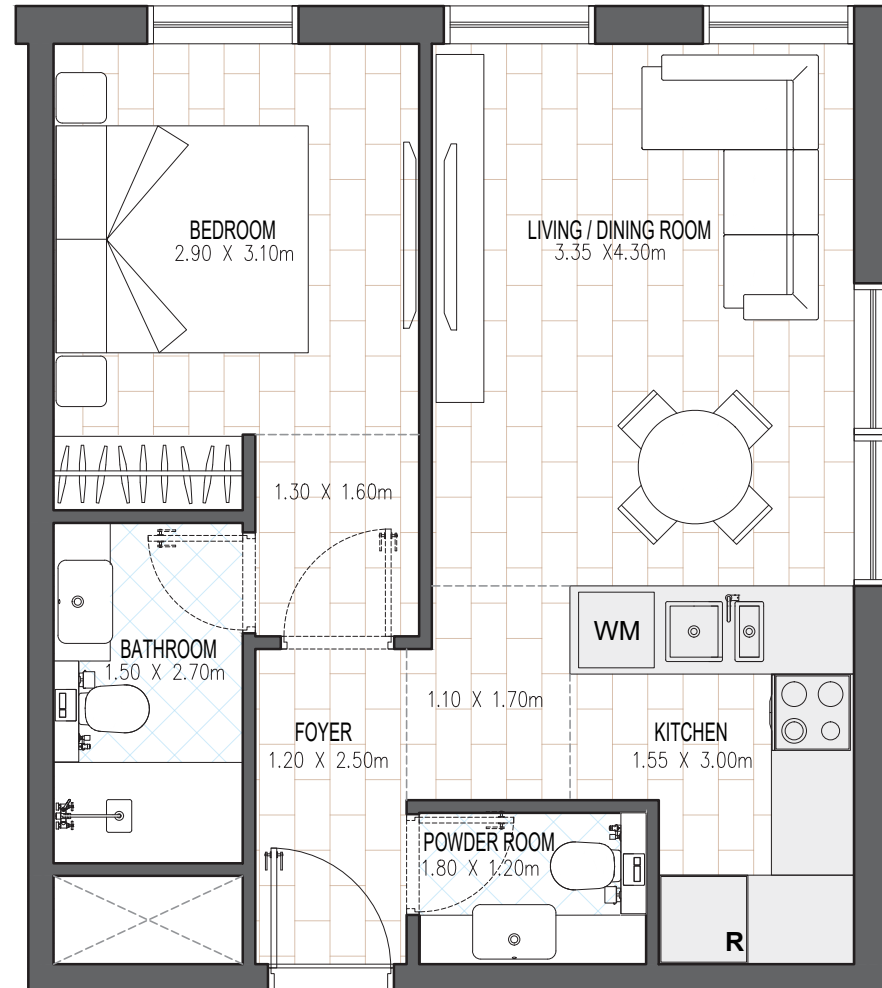 BEDROOM
2.90 X 3.10m
LIVING / DINING ROOM
3.35 X4.30m
1.30 X 1.60m
WM
BATHROOM
1.50 X 2.70m
1.10 X 1.70m
FOYER
1.20 X 2.50m
KITCHEN
1.55 X 3.00m
POWDER ROOM
1.80 X 1.20m
R